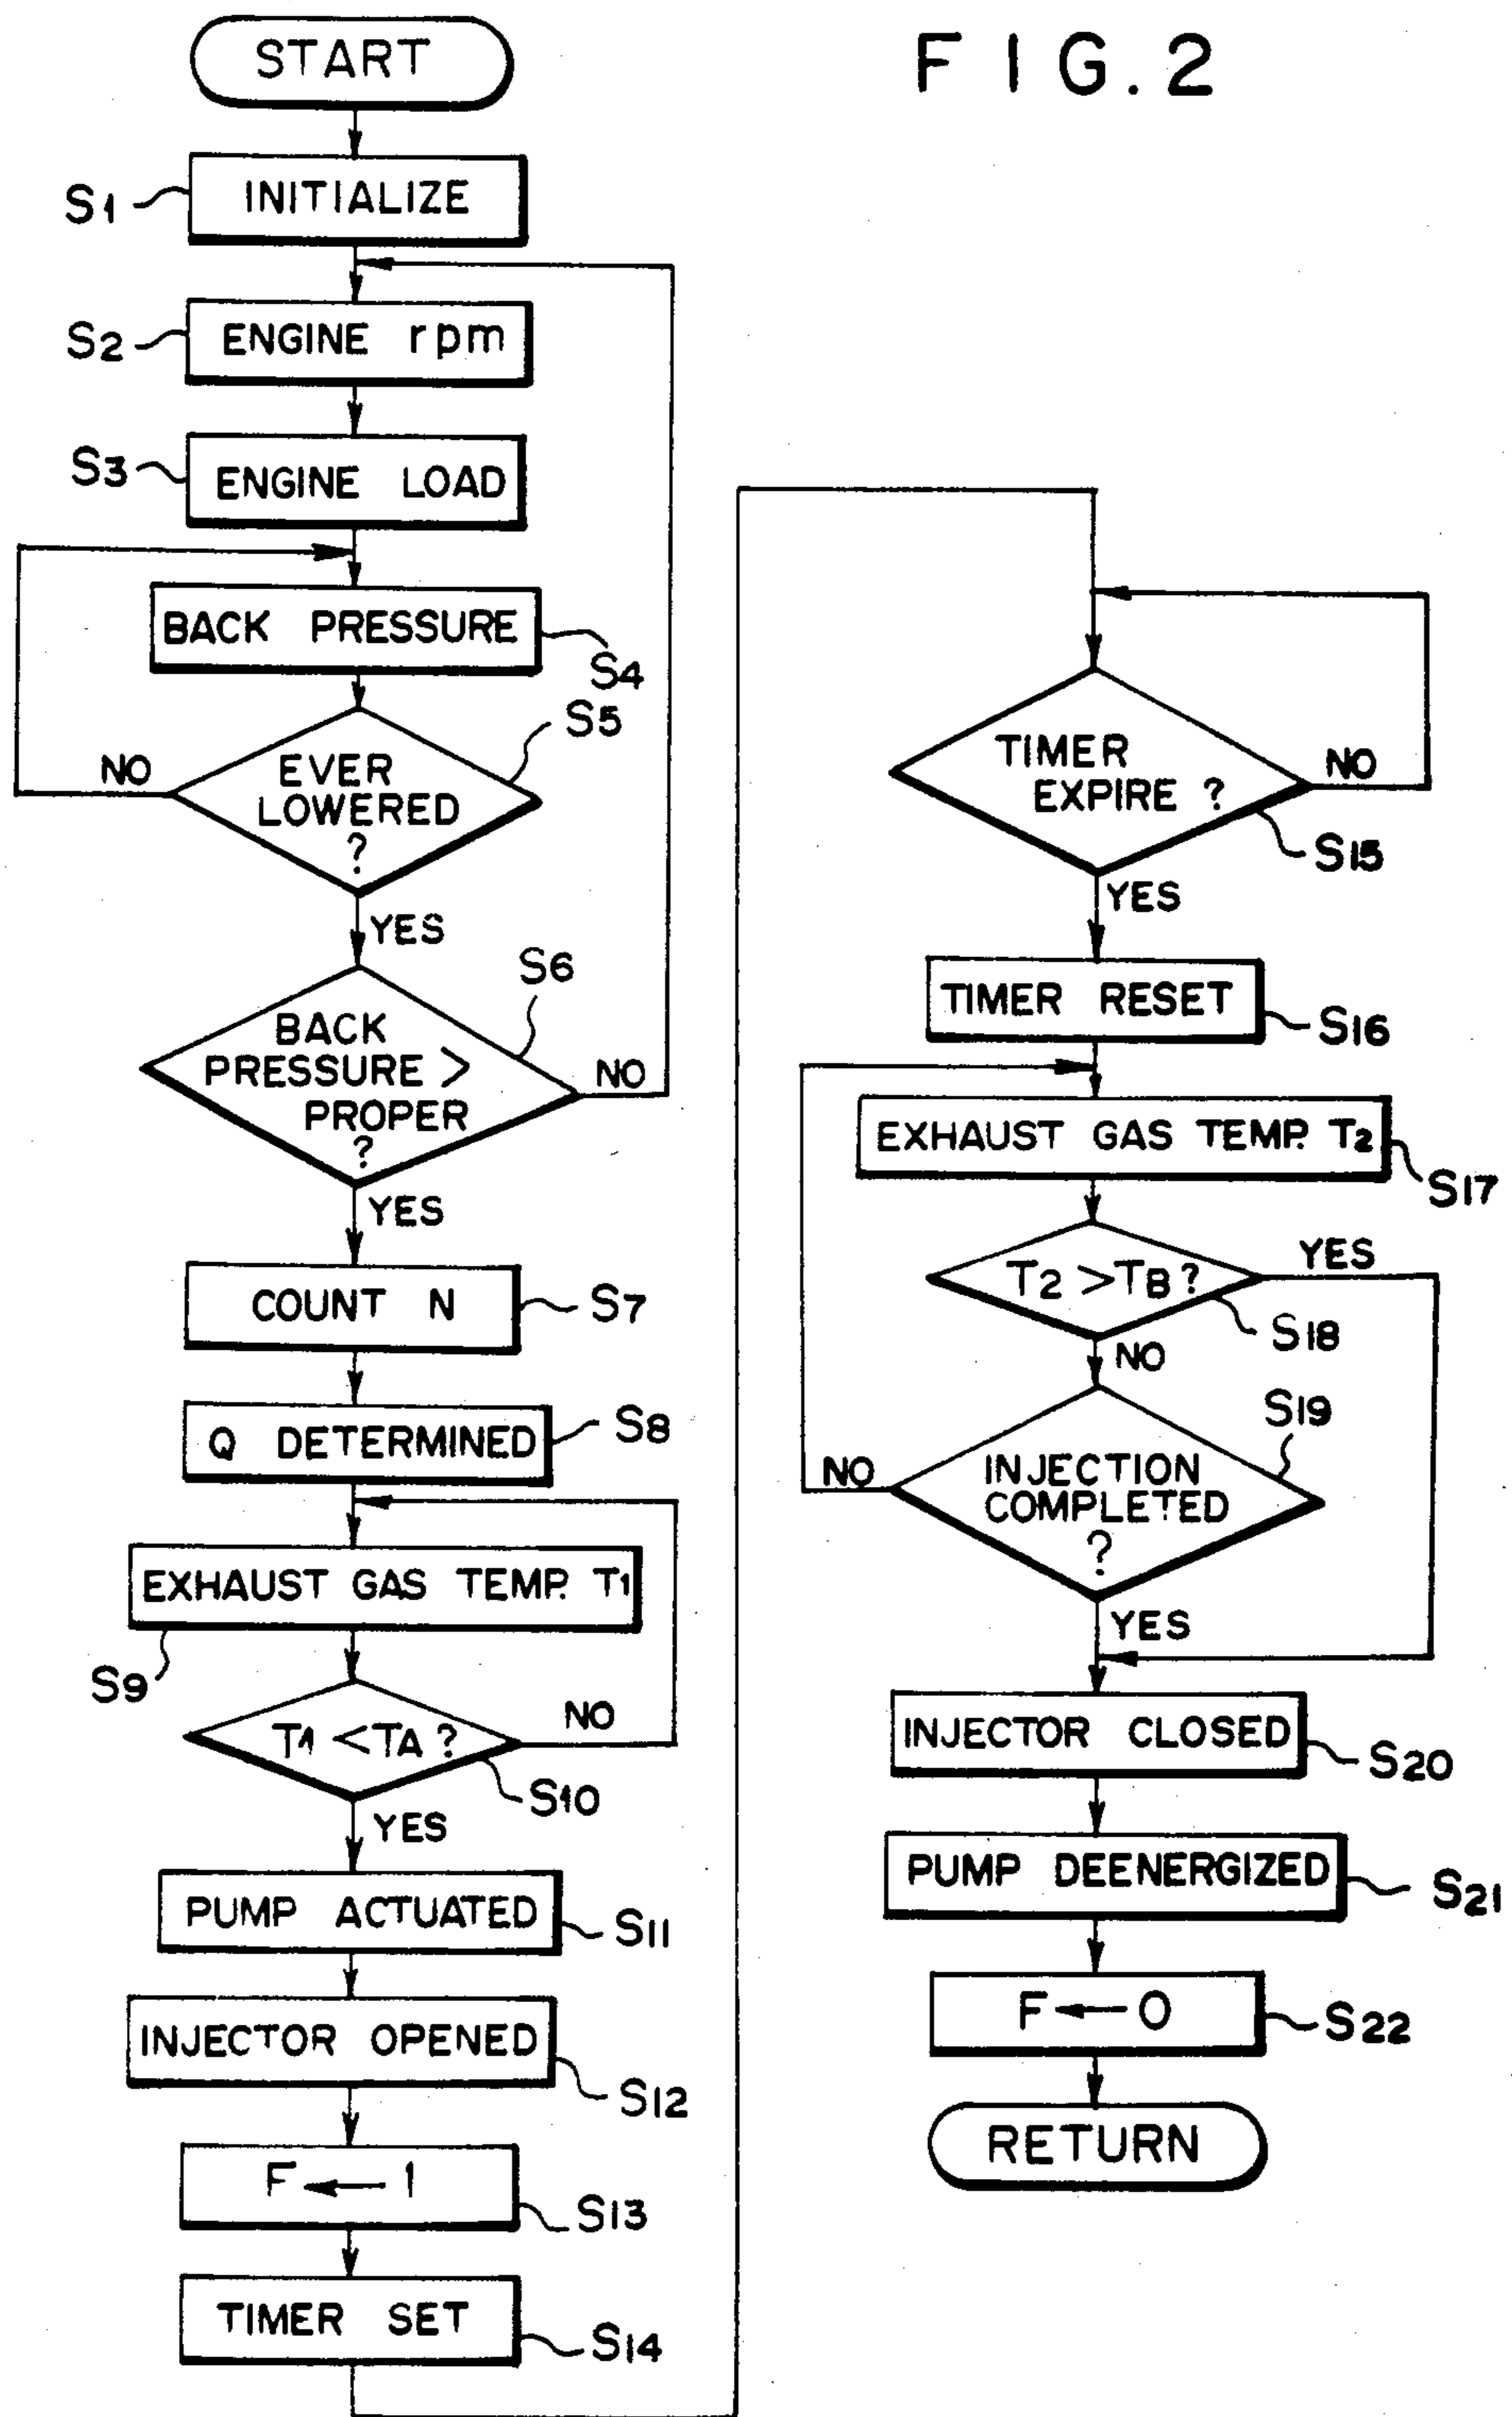 FIG.2
START
S1
INITIALIZE
S2
ENGINE rpm
S3
ENGINE LOAD
BACK PRESSURE
S4
S5
EVER
LOWERED
?
NO
YES
S6
BACK
PRESSURE >
PROPER
?
NO
YES
COUNT N
S7
Q DETERMINED
S8
EXHAUST GAS TEMP. T1
S9
T1 < TA ?
NO
S10
YES
PUMP ACTUATED
S11
INJECTOR OPENED
S12
F ← 1
S13
TIMER SET
S14
TIMER
EXPIRE ?
NO
S15
YES
TIMER RESET
S16
EXHAUST GAS TEMP. T2
S17
T2 > TB ?
YES
S18
NO
S19
INJECTION
COMPLETED
?
NO
YES
INJECTOR CLOSED
S20
PUMP DEENERGIZED
S21
F ← 0
S22
RETURN